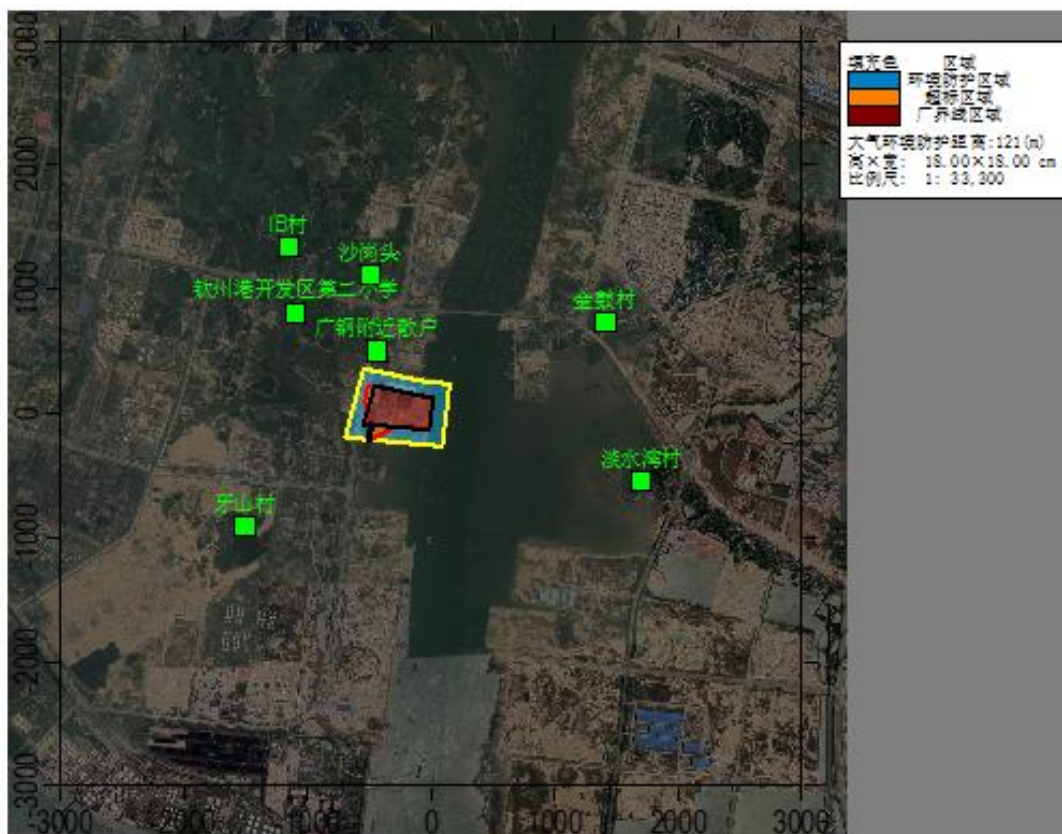 3000
填充色 区域
环境防护区域
超标区域
厂界线区域
大气环境防护距离:121(m)
高×宽: 18.00×18.00 cm
比例尺: 1: 33,300
2000
旧村
沙岗头
1000
钦州港开发区第二小学
金鼓村
广钢附近散户
0
淡水湾村
牙山村
-1000
-2000
-3000
-3000 -2000 -1000 0 1000 2000 3000